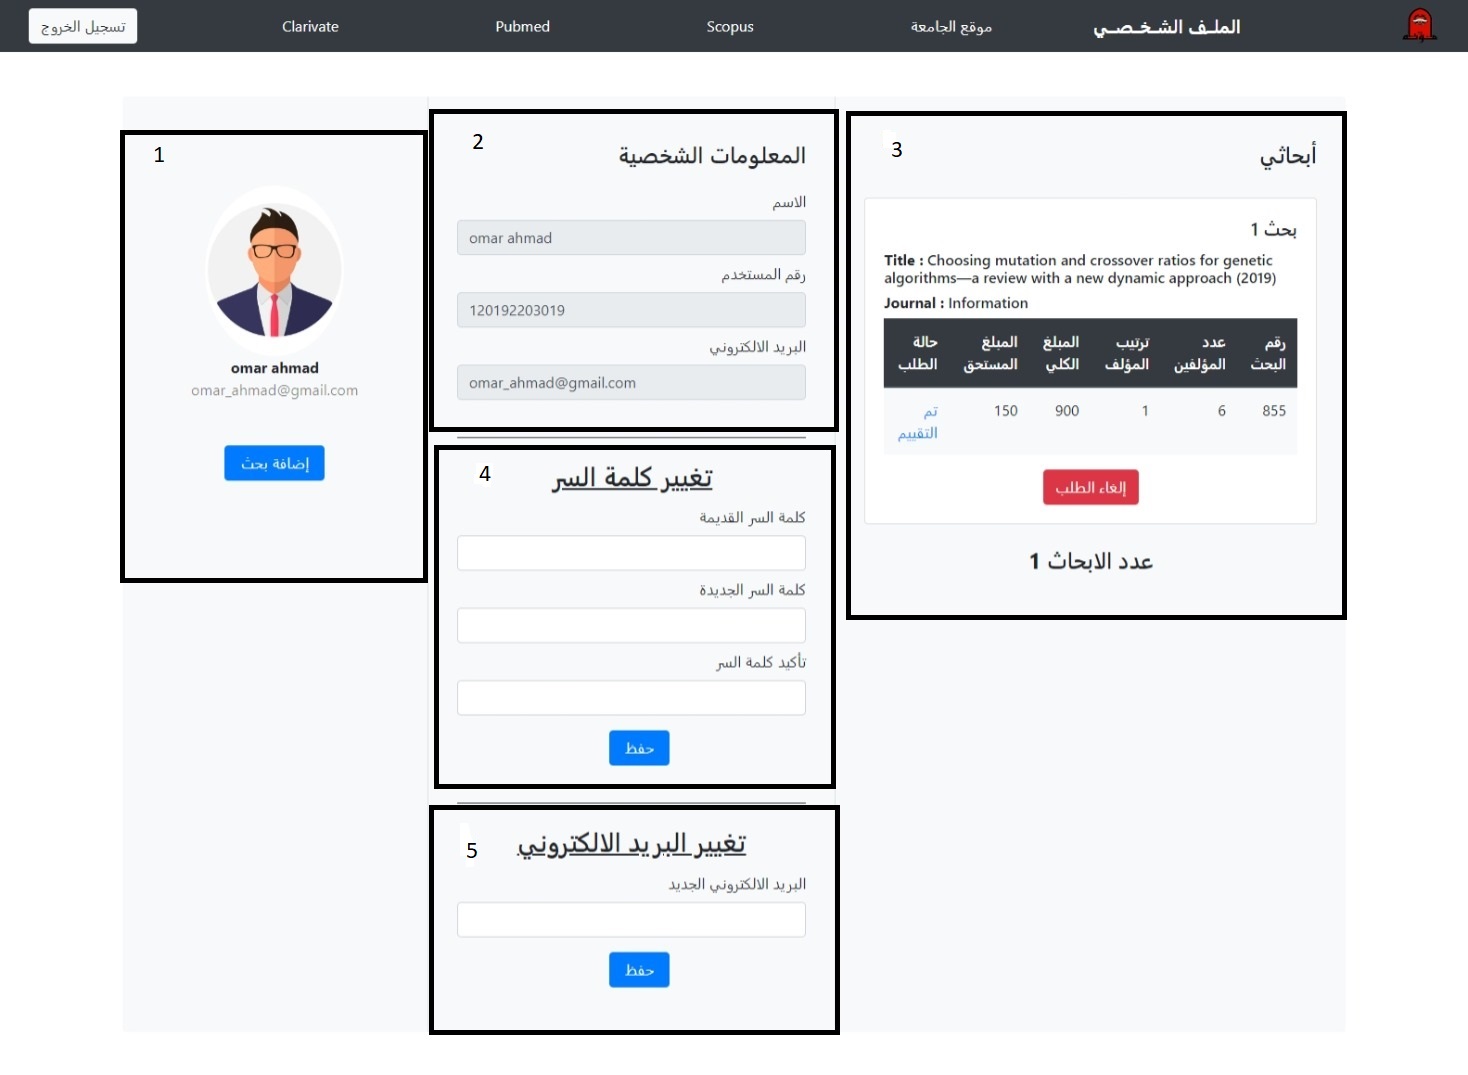 الملـف الشـخـصـي
موقع الجامعة
Scopus
Pubmed
Clarivate
تسجيل الخروج
3
أبحاثي
بحث 1
Title : Choosing mutation and crossover ratios for genetic
algorithms—a review with a new dynamic approach (2019)
Journal : Information
رقم البحث
عدد المؤلفين
ترتيب المؤلف
المبلغ الكلي
المبلغ المستحق
حالة الطلب
855
6
1
900
150
تم التقييم
إلغاء الطلب
عدد الابحاث 1
2
المعلومات الشخصية
الاسم
omar ahmad
رقم المستخدم
120192203019
البريد الالكتروني
omar_ahmad@gmail.com
4
تغيير كلمة السر
كلمة السر القديمة
كلمة السر الجديدة
تأكيد كلمة السر
حفظ
5
تغيير البريد الالكتروني
البريد الالكتروني الجديد
حفظ
1
omar ahmad
omar_ahmad@gmail.com
إضافة بحث